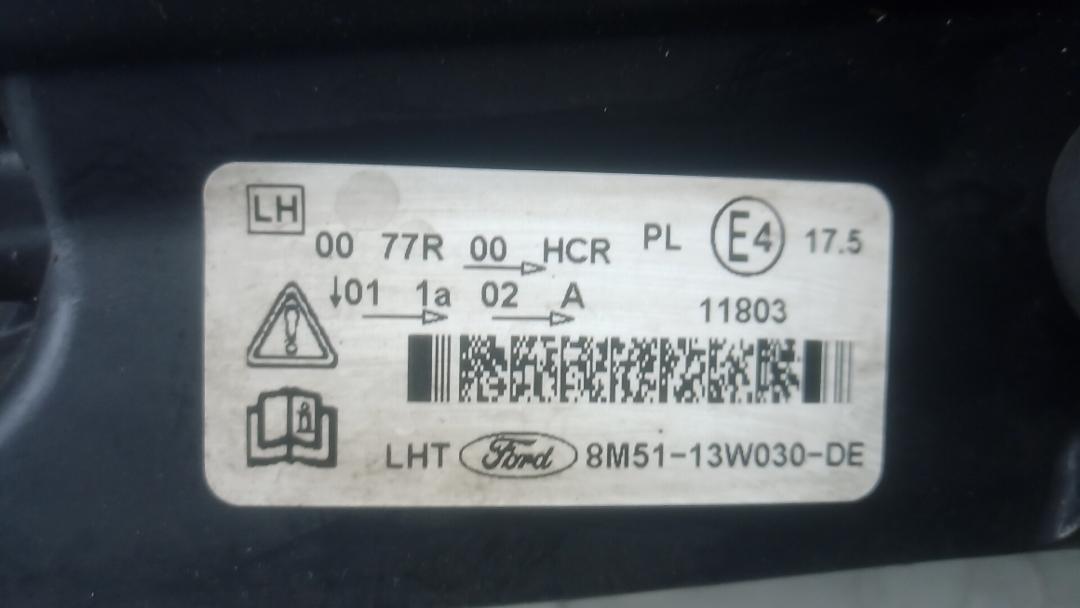 LH
00 77R 00 HCR PL E4 17.5
↓01 1a 02 A 11803
LHT Ford 8M51-13W030-DE